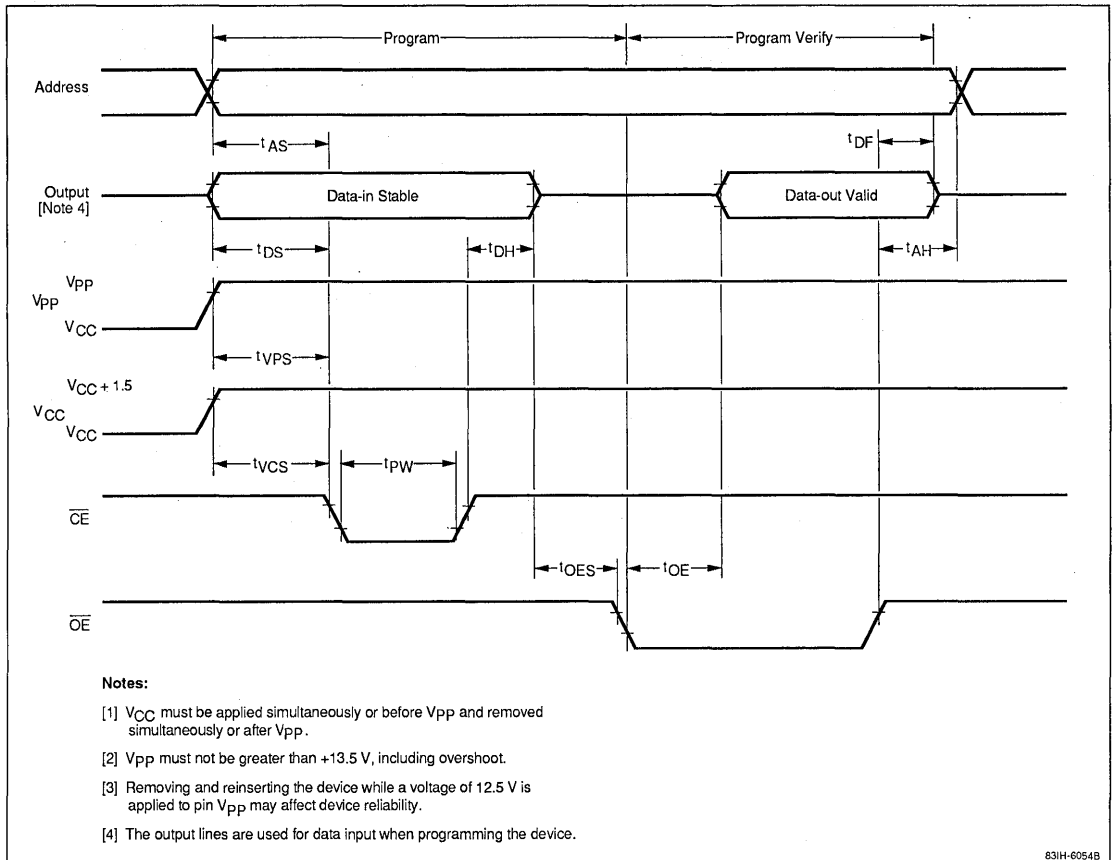 Program
Program Verify
Address
tAS
tDF
Output
[Note 4]
Data-in Stable
Data-out Valid
tDS
tDH
tAH
VPP
VPP
VCC
tVPS
VCC + 1.5
VCC
VCC
tVCS
tPW
CE
tOES
tOE
OE
Notes:
[1] VCC must be applied simultaneously or before VPP and removed
simultaneously or after VPP.
[2] VPP must not be greater than +13.5 V, including overshoot.
[3] Removing and reinserting the device while a voltage of 12.5 V is
applied to pin VPP may affect device reliability.
[4] The output lines are used for data input when programming the device.
83IH-6054B